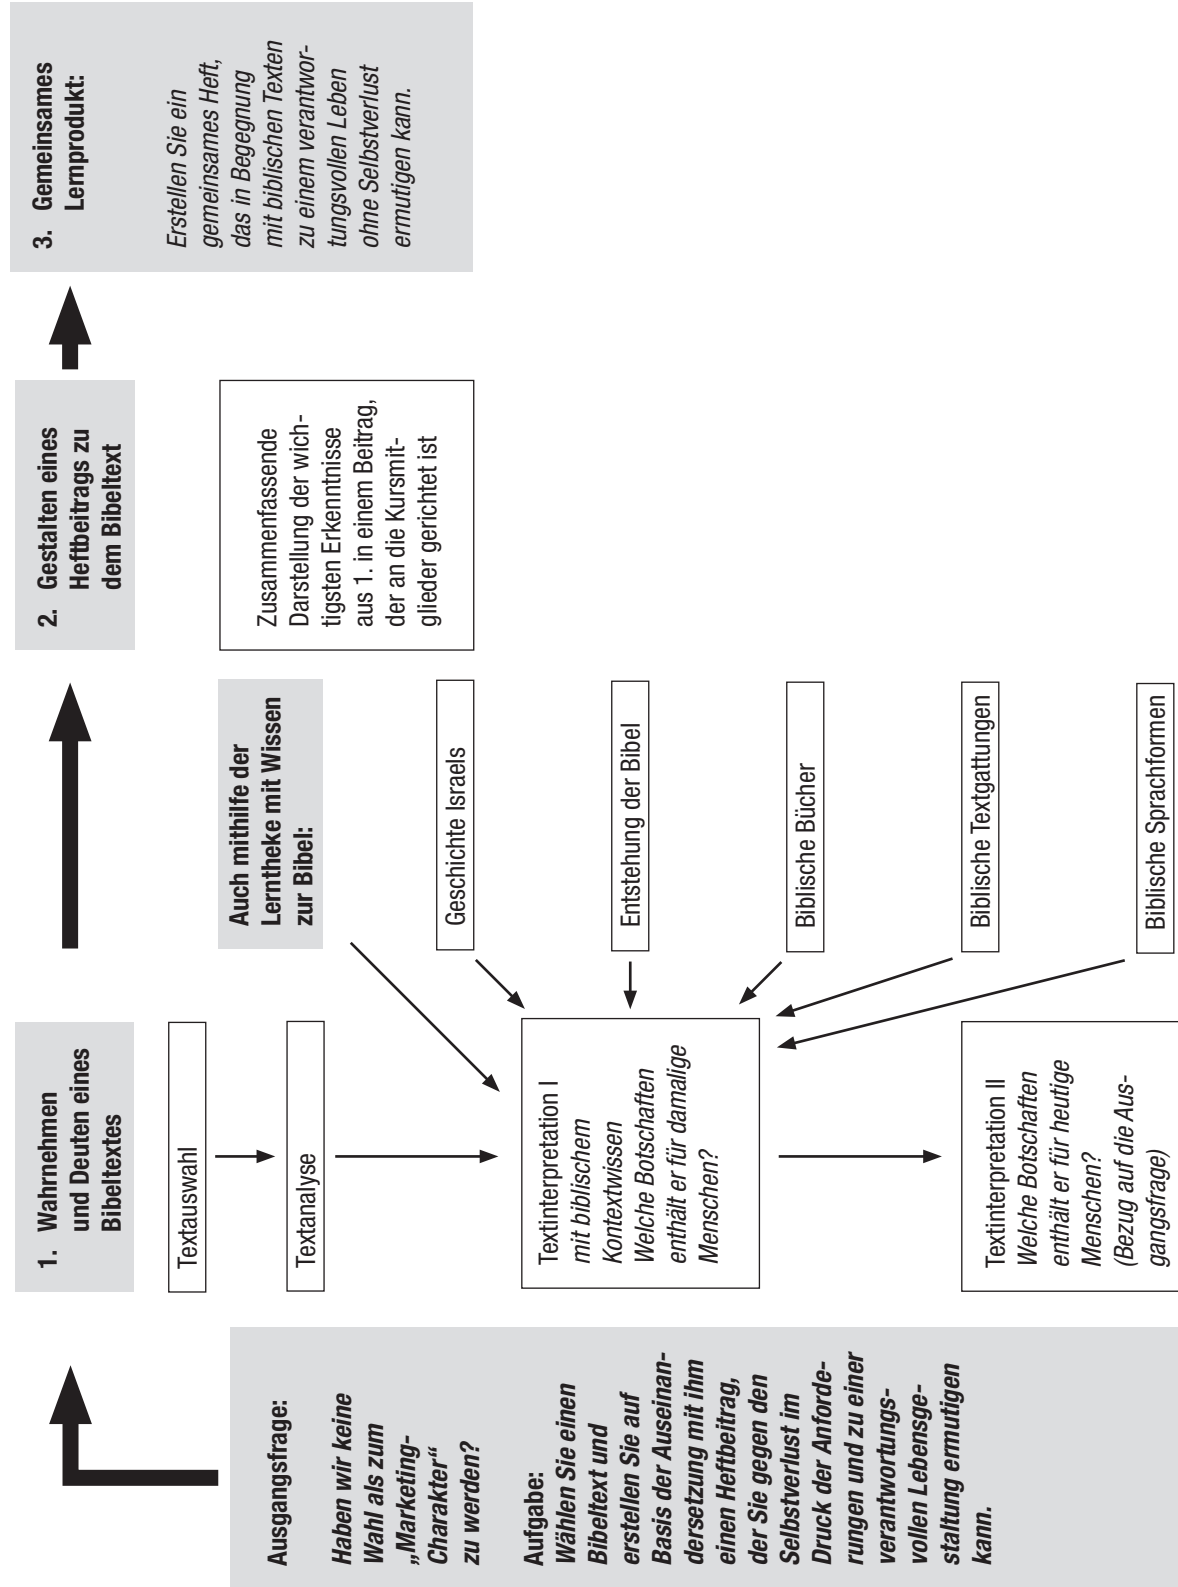 Ausgangsfrage:
Haben wir keine
Wahl als zum
„Marketing-
Charakter“
zu werden?
Aufgabe:
Wählen Sie einen
Bibeltext und
erstellen Sie auf
Basis der Auseinan-
dersetzung mit ihm
einen Heftbeitrag,
der Sie gegen den
Selbstverlust im
Druck der Anforde-
rungen und zu einer
verantwortungs-
vollen Lebensge-
staltung ermutigen
kann.
1. Wahrnehmen
und Deuten eines
Bibeltextes
Textauswahl
Textanalyse
Textinterpretation I
mit biblischem
Kontextwissen
Welche Botschaften
enthält er für damalige
Menschen?
Textinterpretation II
Welche Botschaften
enthält er für heutige
Menschen?
(Bezug auf die Aus-
gangsfrage)
Auch mithilfe der
Lerntheke mit Wissen
zur Bibel:
Geschichte Israels
Entstehung der Bibel
Biblische Bücher
Biblische Textgattungen
Biblische Sprachformen
2. Gestalten eines
Heftbeitrags zu
dem Bibeltext
Zusammenfassende
Darstellung der wich-
tigsten Erkenntnisse
aus 1. in einem Beitrag,
der an die Kursmit-
glieder gerichtet ist
3. Gemeinsames
Lernprodukt:
Erstellen Sie ein
gemeinsames Heft,
das in Begegnung
mit biblischen Texten
zu einem verantwor-
tungsvollen Leben
ohne Selbstverlust
ermutigen kann.